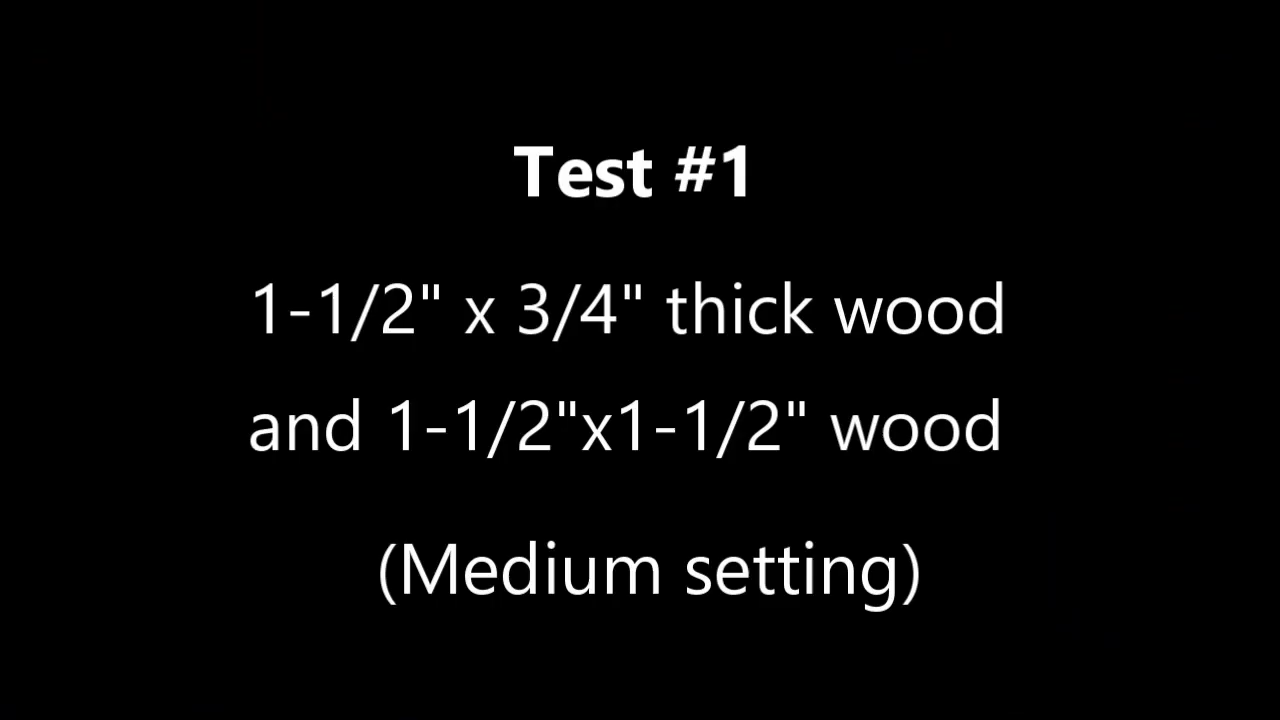 Test #1
1-1/2" x 3/4" thick wood
and 1-1/2"x1-1/2" wood
(Medium setting)